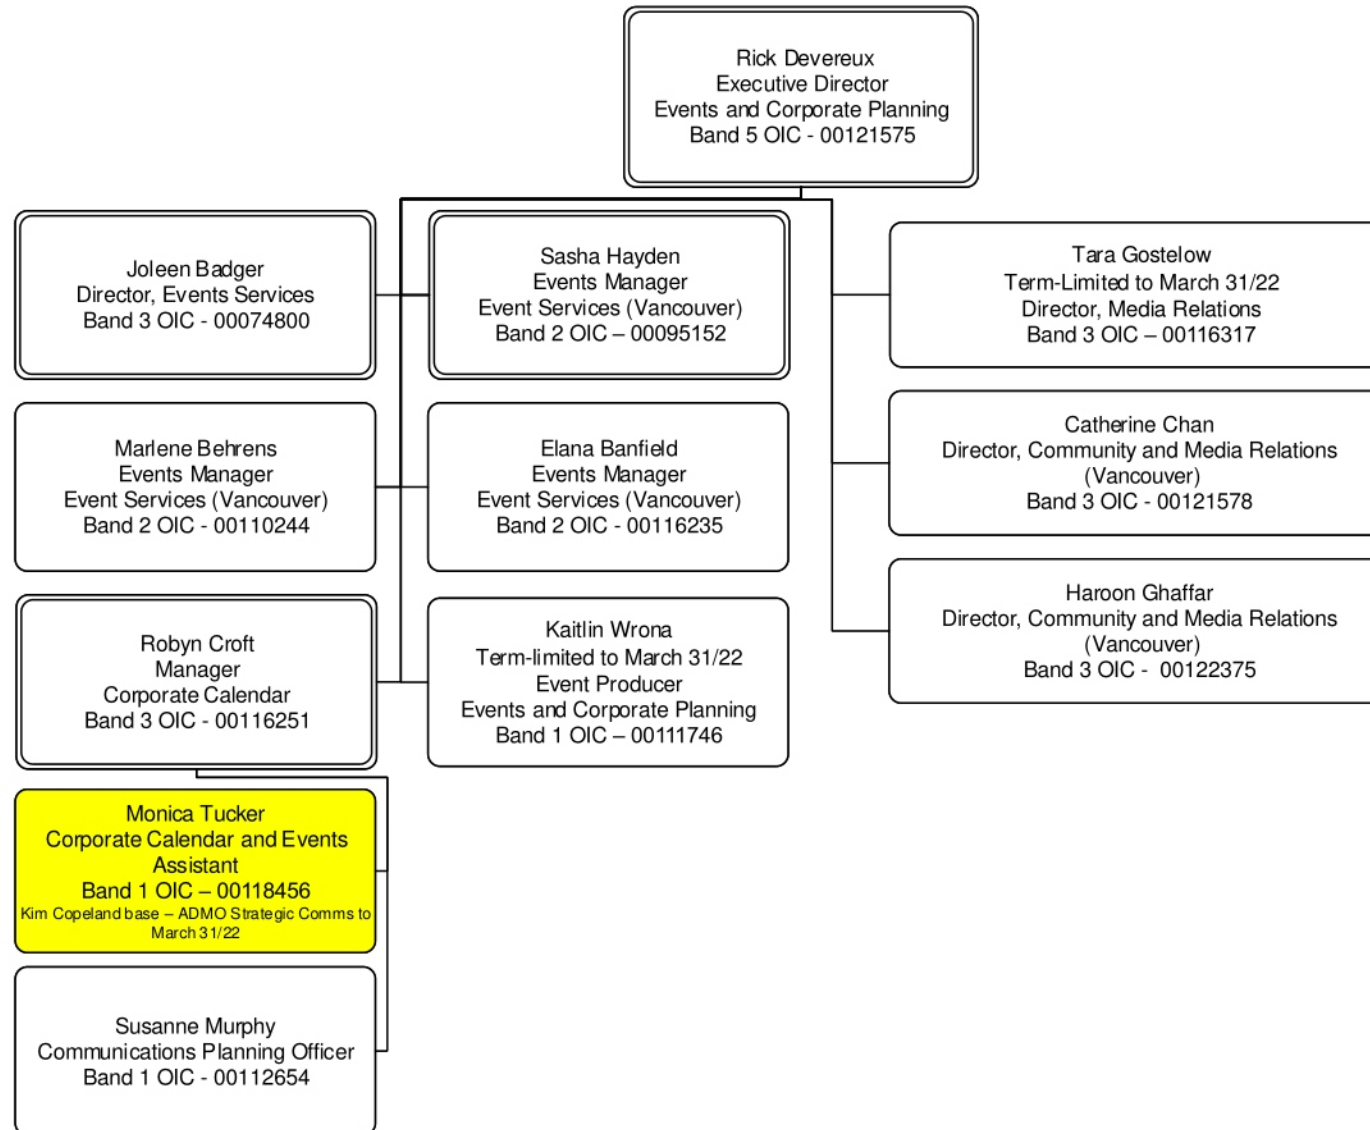 Rick Devereux
Executive Director
Events and Corporate Planning
Band 5 OIC - 00121575
Joleen Badger
Director, Events Services
Band 3 OIC - 00074800
Sasha Hayden
Events Manager
Event Services (Vancouver)
Band 2 OIC – 00095152
Tara Gostelow
Term-Limited to March 31/22
Director, Media Relations
Band 3 OIC – 00116317
Marlene Behrens
Events Manager
Event Services (Vancouver)
Band 2 OIC - 00110244
Elana Banfield
Events Manager
Event Services (Vancouver)
Band 2 OIC - 00116235
Catherine Chan
Director, Community and Media Relations
(Vancouver)
Band 3 OIC - 00121578
Robyn Croft
Manager
Corporate Calendar
Band 3 OIC - 00116251
Kaitlin Wrona
Term-limited to March 31/22
Event Producer
Events and Corporate Planning
Band 1 OIC – 00111746
Haroon Ghaffar
Director, Community and Media Relations
(Vancouver)
Band 3 OIC - 00122375
Monica Tucker
Corporate Calendar and Events
Assistant
Band 1 OIC – 00118456
Kim Copeland base – ADMO Strategic Comms to
March 31/22
Susanne Murphy
Communications Planning Officer
Band 1 OIC - 00112654